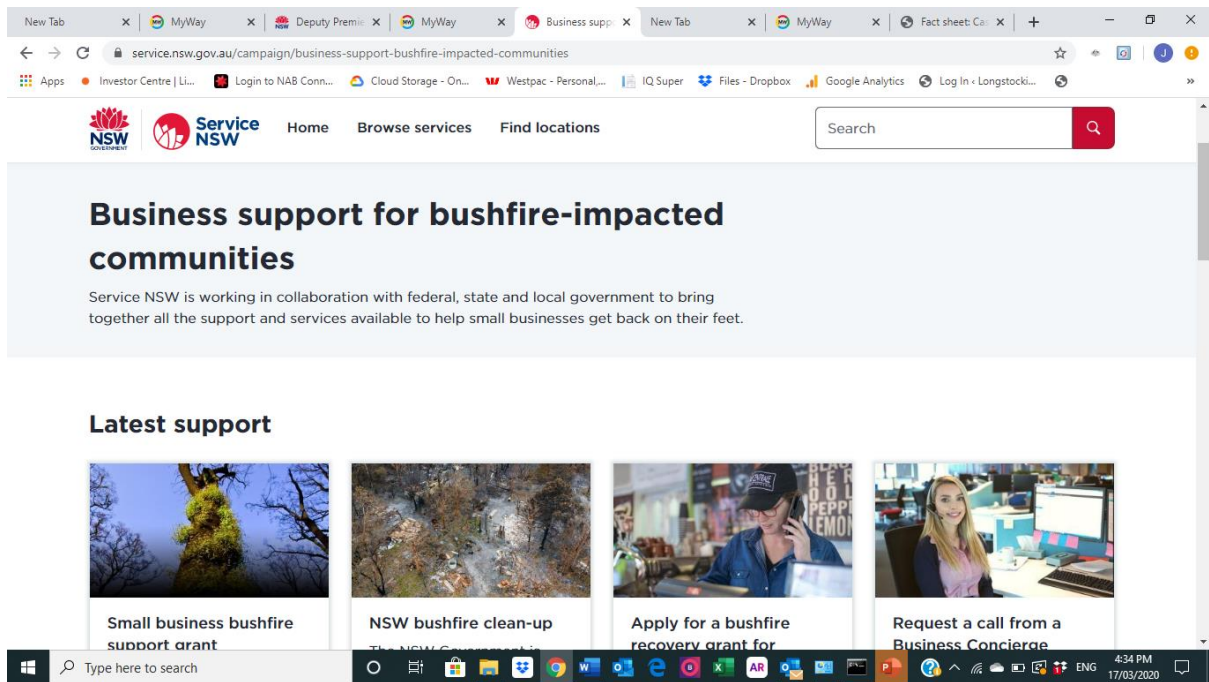 New Tab
MyWay
Deputy Premie
MyWay
Business suppo
New Tab
MyWay
Fact sheet: Ca
service.nsw.gov.au/campaign/business-support-bushfire-impacted-communities
J
Apps
Investor Centre | Li...
Login to NAB Conn...
Cloud Storage - On...
Westpac - Personal,...
IQ Super
Files - Dropbox
Google Analytics
Log In ‹ Longstocki...
»
NSW
GOVERNMENT
Service
NSW
Home
Browse services
Find locations
Search
Business support for bushfire-impacted
communities
Service NSW is working in collaboration with federal, state and local government to bring
together all the support and services available to help small businesses get back on their feet.
Latest support
Small business bushfire
support grant
NSW bushfire clean-up
The NSW Government is
Apply for a bushfire
recovery grant for
Request a call from a
Business Concierge
Type here to search
AR
ENG
4:34 PM
17/03/2020